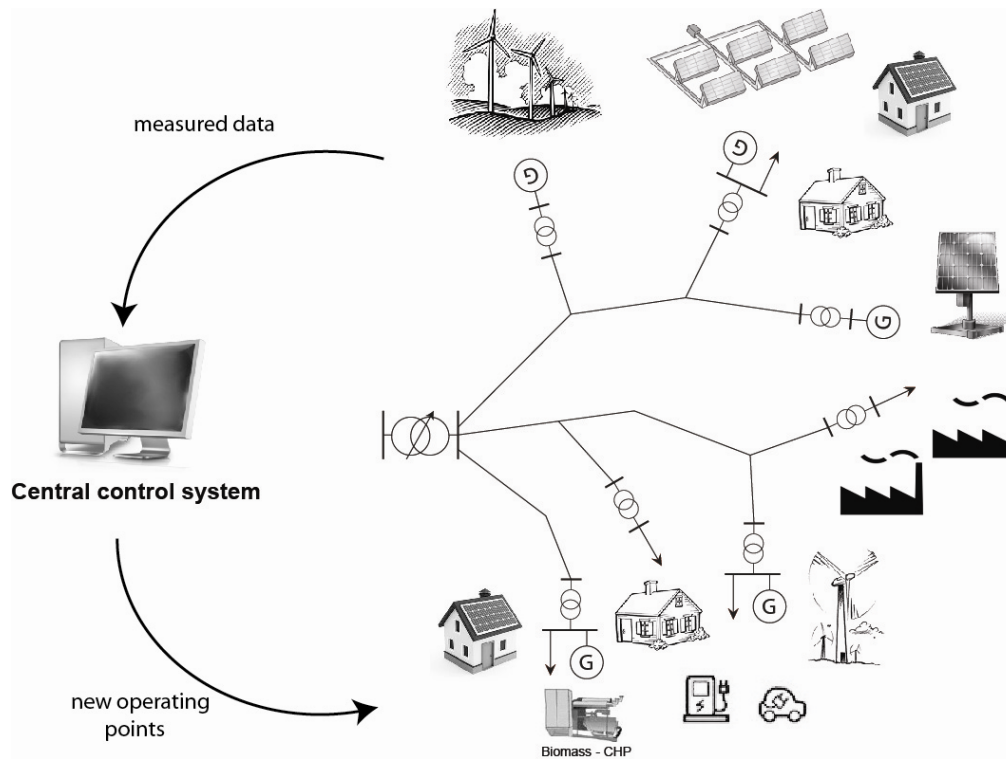 measured data
G
G
G
Central control system
G
G
new operating
points
Biomass - CHP